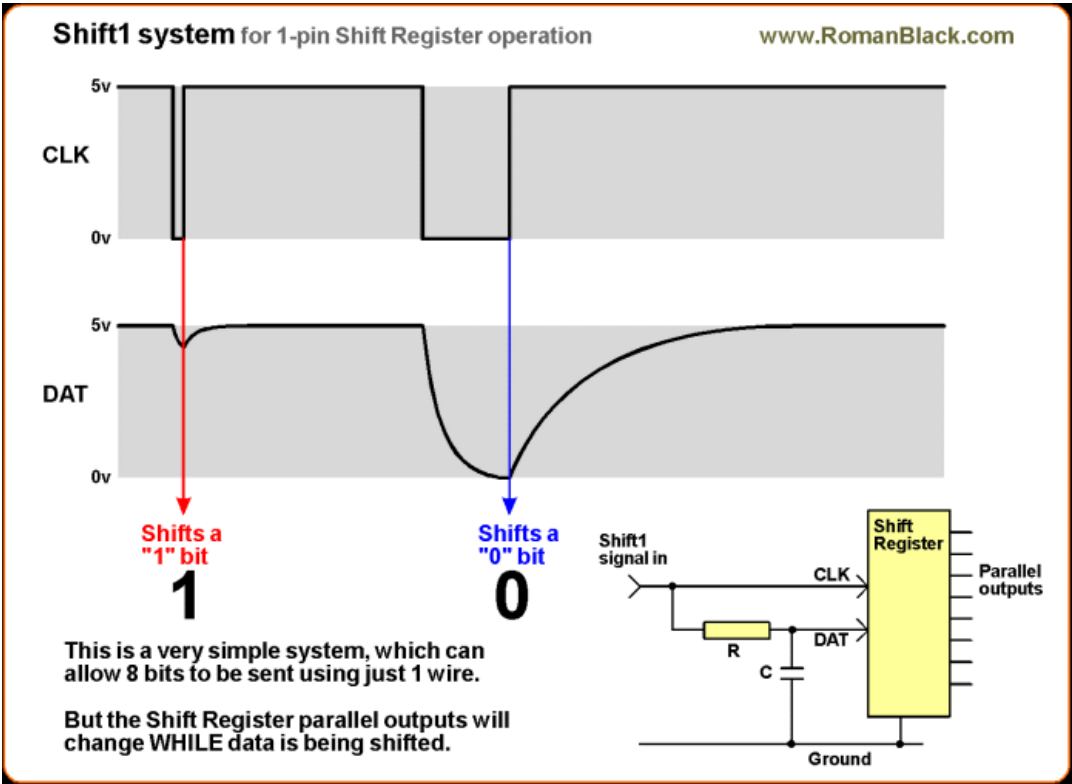 Shift1 system for 1-pin Shift Register operation
www.RomanBlack.com
5v
CLK
0v
5v
DAT
0v
Shifts a
"1" bit
1
Shifts a
"0" bit
0
Shift1
signal in
CLK
R
DAT
C
Shift
Register
Parallel
outputs
Ground
This is a very simple system, which can
allow 8 bits to be sent using just 1 wire.
But the Shift Register parallel outputs will
change WHILE data is being shifted.